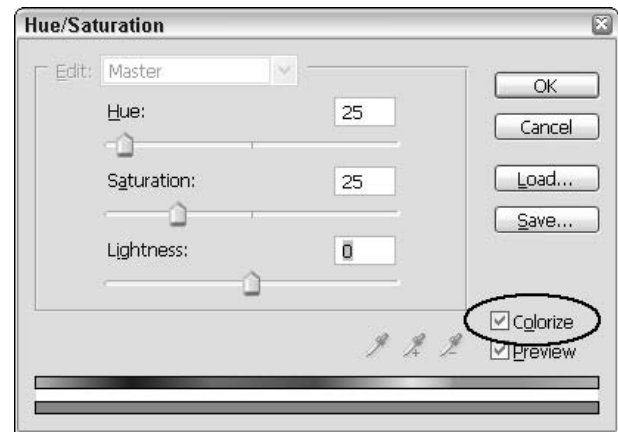 Hue/Saturation
Edit: Master
OK
Hue: 25
Cancel
Saturation: 25
Load...
Save...
Lightness: 0
Colorize
Preview